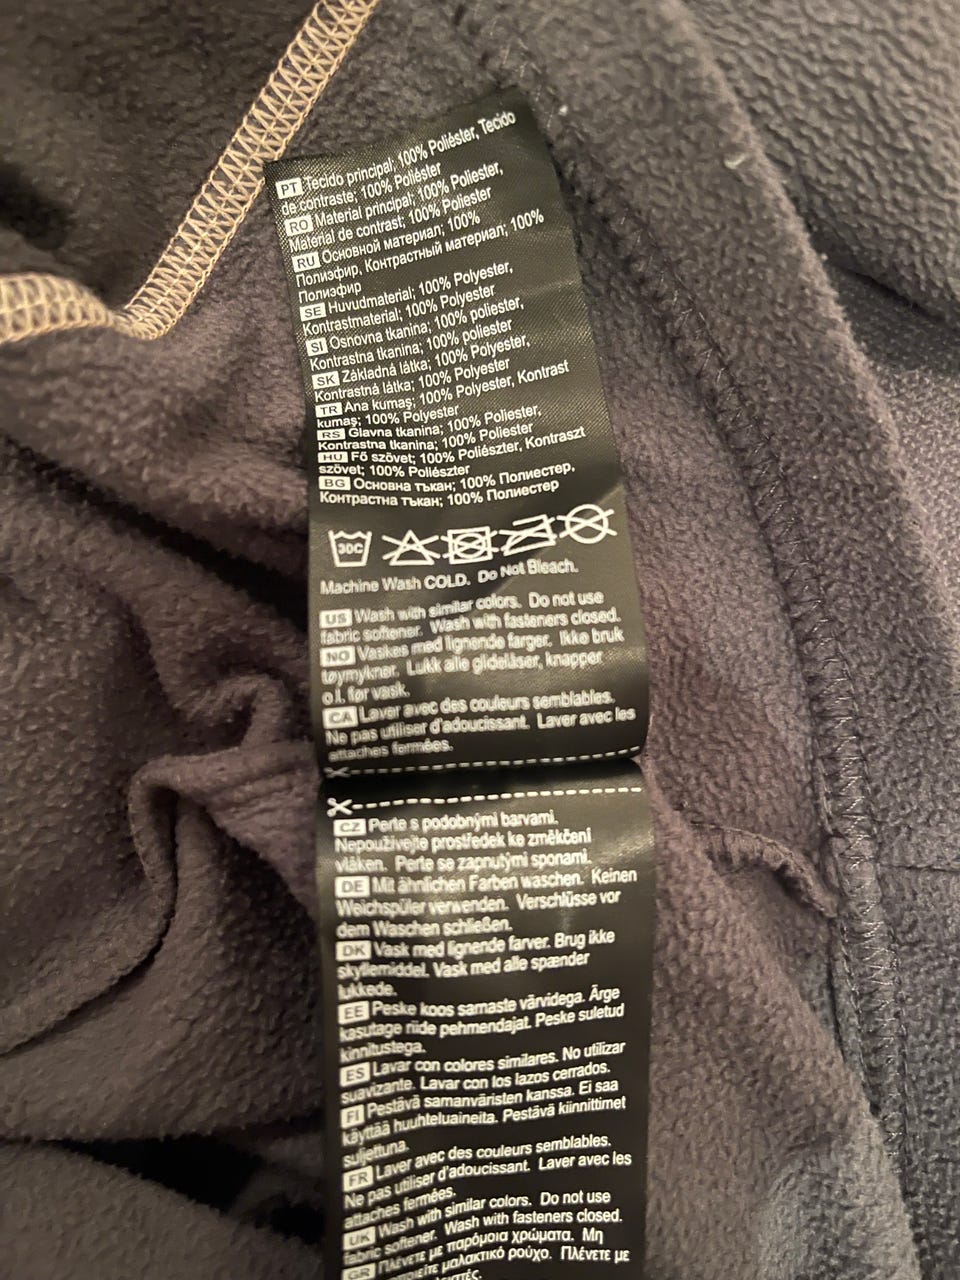 PT Tecido principal; 100% Poliéster, Tecido
de contraste; 100% Poliéster
RO Material principal; 100% Poliester,
Material de contrast; 100% Poliester
RU Основной материал; 100%
Полиэфир, Контрастный материал; 100%
Полиэфир
SE Huvudmaterial; 100% Polyester,
Kontrastmaterial; 100% Polyester
SI Osnovna tkanina; 100% poliester,
Kontrastna tkanina; 100% poliester
SK Základná látka; 100% Polyester,
Kontrastná látka; 100% Polyester
TR Ana kumaş; 100% Polyester, Kontrast
kumaş; 100% Polyester
RS Glavna tkanina; 100% Poliester,
Kontrastna tkanina; 100% Poliester
HU Fő szövet; 100% Poliészter, Kontraszt
szövet; 100% Poliészter
BG Основна тъкан; 100% Полиестер,
Контрастна тъкан; 100% Полиестер
30C
Machine Wash COLD. Do Not Bleach.
US Wash with similar colors. Do not use
fabric softener. Wash with fasteners closed.
NO Vaskes med lignende farger. Ikke bruk
tøymykner. Lukk alle glidelåser, knapper
o.l. før vask.
CA Laver avec des couleurs semblables.
Ne pas utiliser d'adoucissant. Laver avec les
attaches fermées.
CZ Perte s podobnými barvami.
Nepoužívejte prostředek ke změkčení
vláken. Perte se zapnutými sponami.
DE Mit ähnlichen Farben waschen. Keinen
Weichspüler verwenden. Verschlüsse vor
dem Waschen schließen.
DK Vask med lignende farver. Brug ikke
skyllemiddel. Vask med alle spænder
lukkede.
EE Peske koos samaste värvidega. Ärge
kasutage riide pehmendajat. Peske suletud
kinnitustega.
ES Lavar con colores similares. No utilizar
suavizante. Lavar con los lazos cerrados.
FI Pestävä samanväristen kanssa. Ei saa
käyttää huuhteluaineita. Pestävä kiinnittimet
suljettuna.
FR Laver avec des couleurs semblables.
Ne pas utiliser d'adoucissant. Laver avec les
attaches fermées.
UK Wash with similar colors. Do not use
fabric softener. Wash with fasteners closed.
GR Πλένετε με παρόμοια χρώματα. Μη
μαλακτικό ρούχο. Πλένετε με